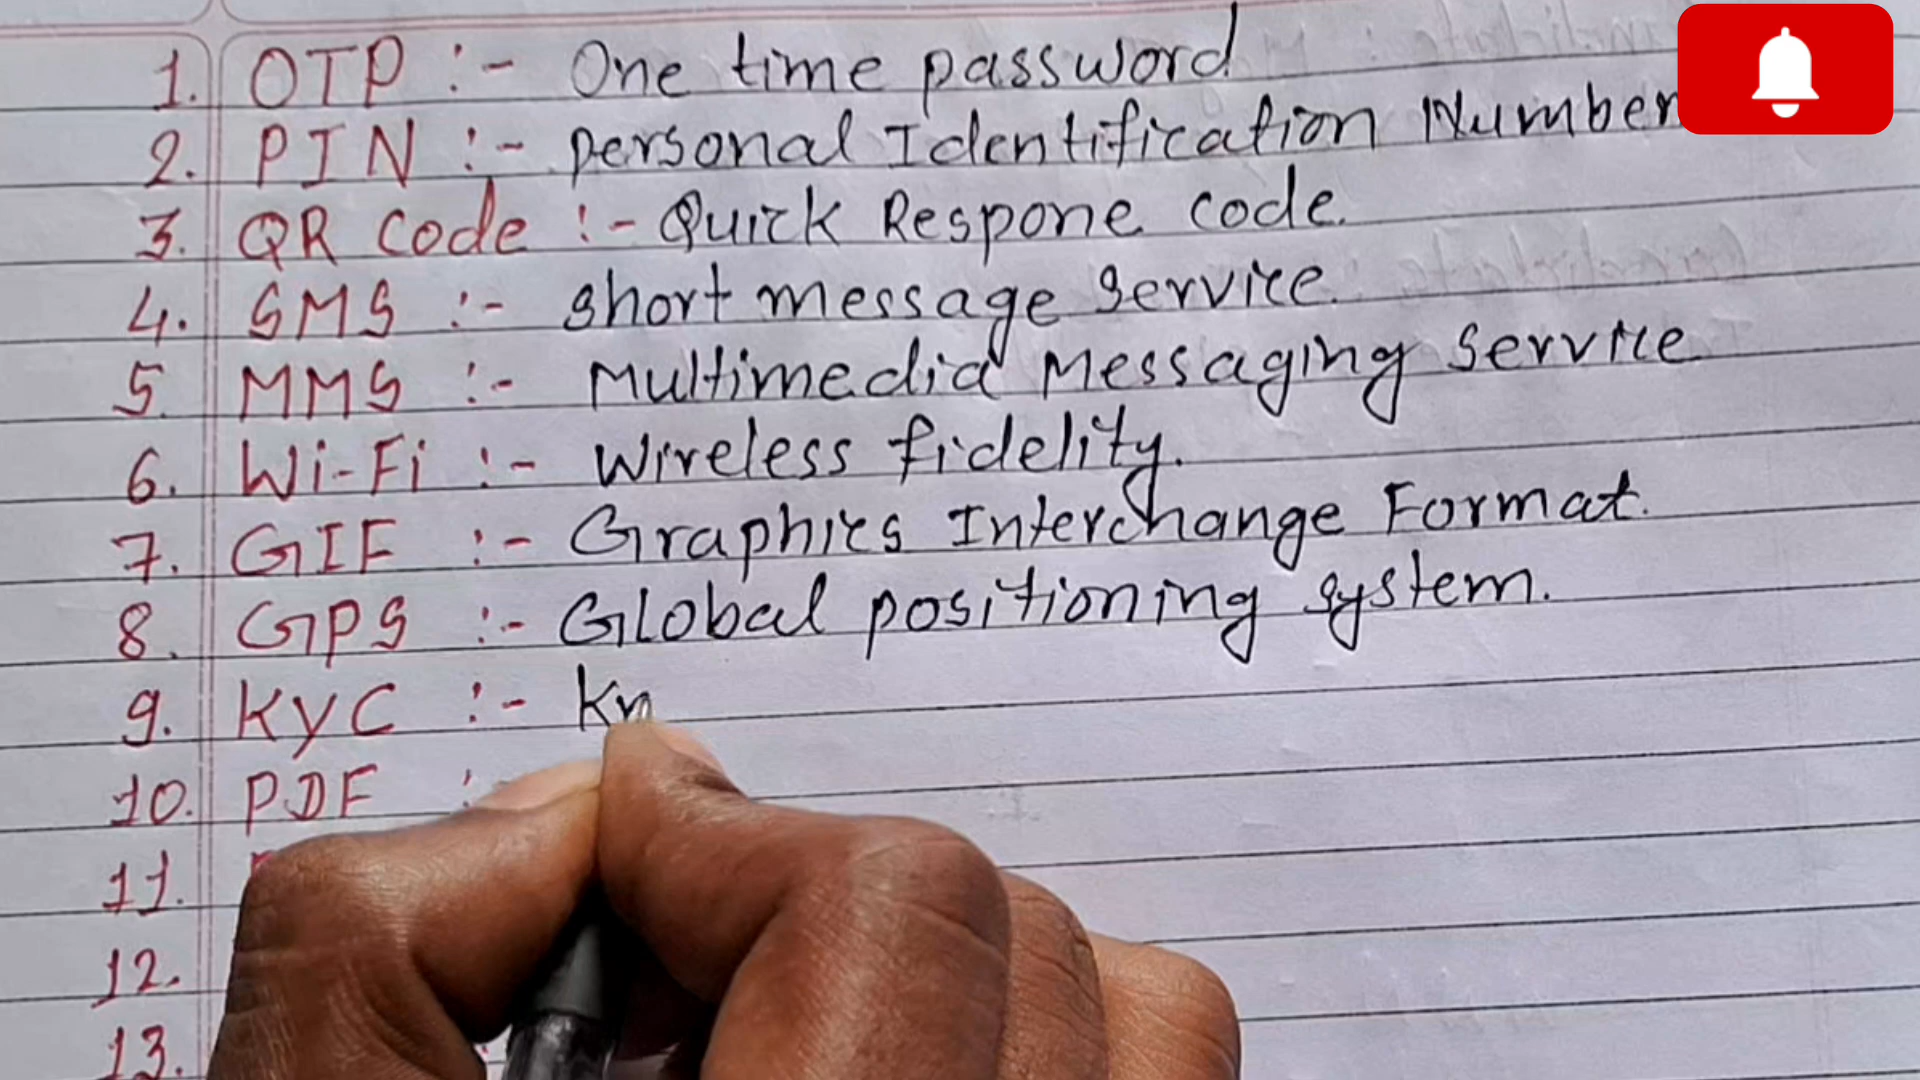 1. OTP :- One time password
2. PIN :- personal Identification Number
3. QR Code :- Quick Respone code.
4. SMS :- short message service.
5. MMS :- Multimedia Messaging service
6. Wi-Fi :- Wireless fidelity.
7. GIF :- Graphics Interchange Format.
8. GPS :- Global positioning system.
9. KYC :- Kn
10. PDF :
11.
12.
13.